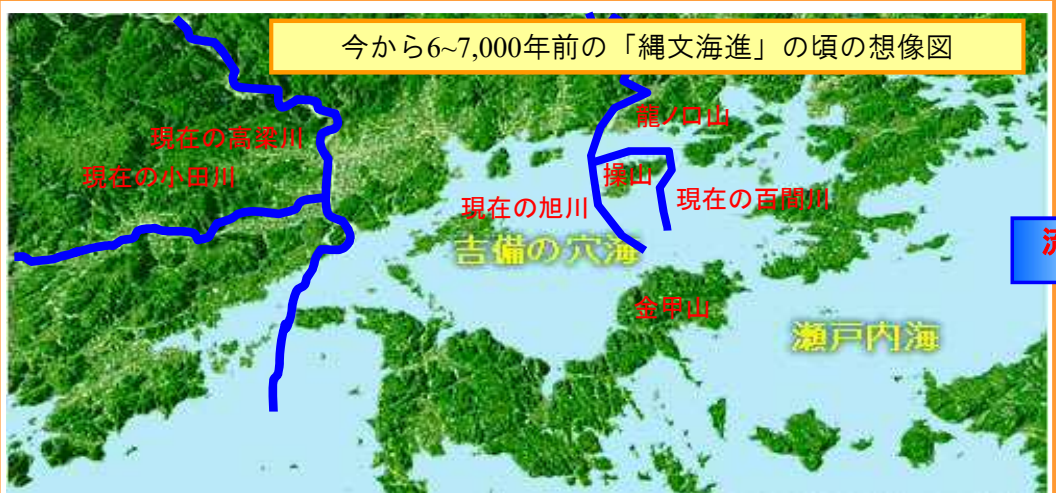 今から6~7,000年前の「縄文海進」の頃の想像図
龍ノ口山
現在の高梁川
現在の小田川
操山
現在の旭川
現在の百間川
吉備の穴海
金甲山
瀬戸内海